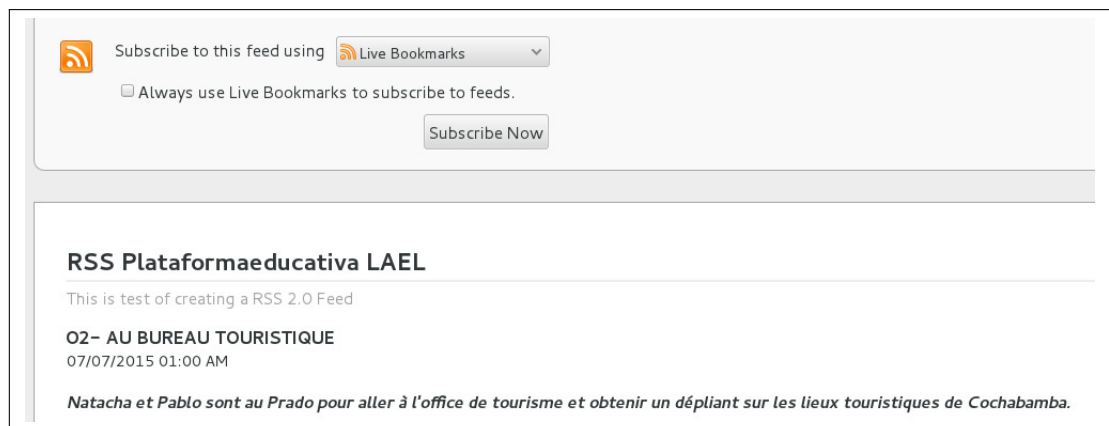 Subscribe to this feed using Live Bookmarks
Always use Live Bookmarks to subscribe to feeds.
Subscribe Now
RSS Plataformaeducativa LAEL
This is test of creating a RSS 2.0 Feed
O2- AU BUREAU TOURISTIQUE
07/07/2015 01:00 AM
Natacha et Pablo sont au Prado pour aller à l'office de tourisme et obtenir un dépliant sur les lieux touristiques de Cochabamba.